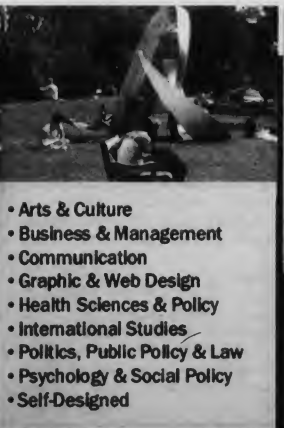 • Arts & Culture
• Business & Management
• Communication
• Graphic & Web Design
• Health Sciences & Policy
• International Studies
• Politics, Public Policy & Law
• Psychology & Social Policy
• Self-Designed